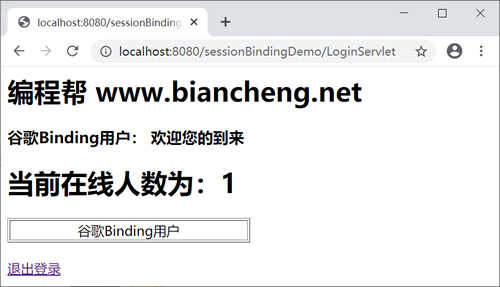 localhost:8080/sessionBinding
localhost:8080/sessionBindingDemo/LoginServlet
编程帮 www.biancheng.net
谷歌Binding用户： 欢迎您的到来
当前在线人数为：1
谷歌Binding用户
退出登录